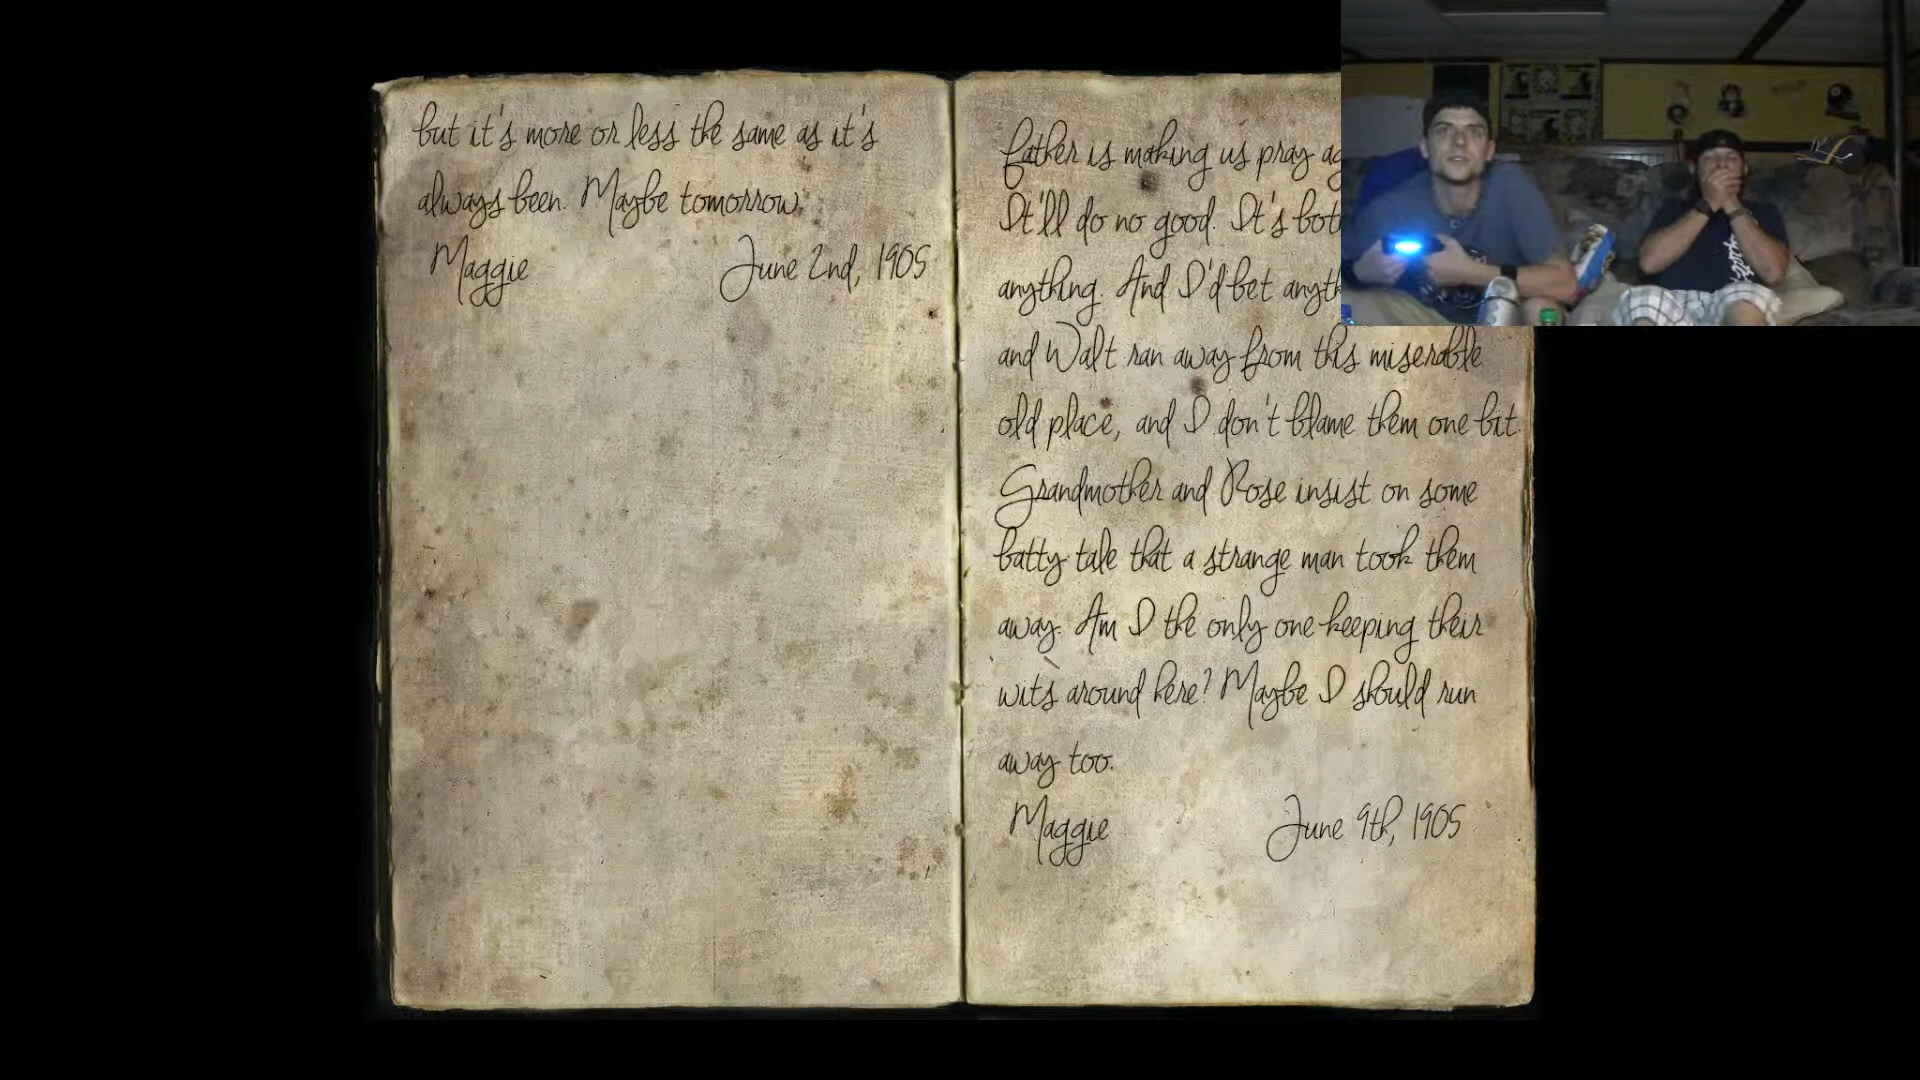 but it's more or less the same as it's
always been. Maybe tomorrow.
Maggie June 2nd, 1905
Father is making us pray
It'll do no good. It's
anything. And I'd bet
and Walt ran away from this miserable
old place, and I don't blame them one bit.
Grandmother and Rose insist on some
batty tale that a strange man took them
away. Am I the only one keeping their
wits around here? Maybe I should run
away too.
Maggie June 9th, 1905